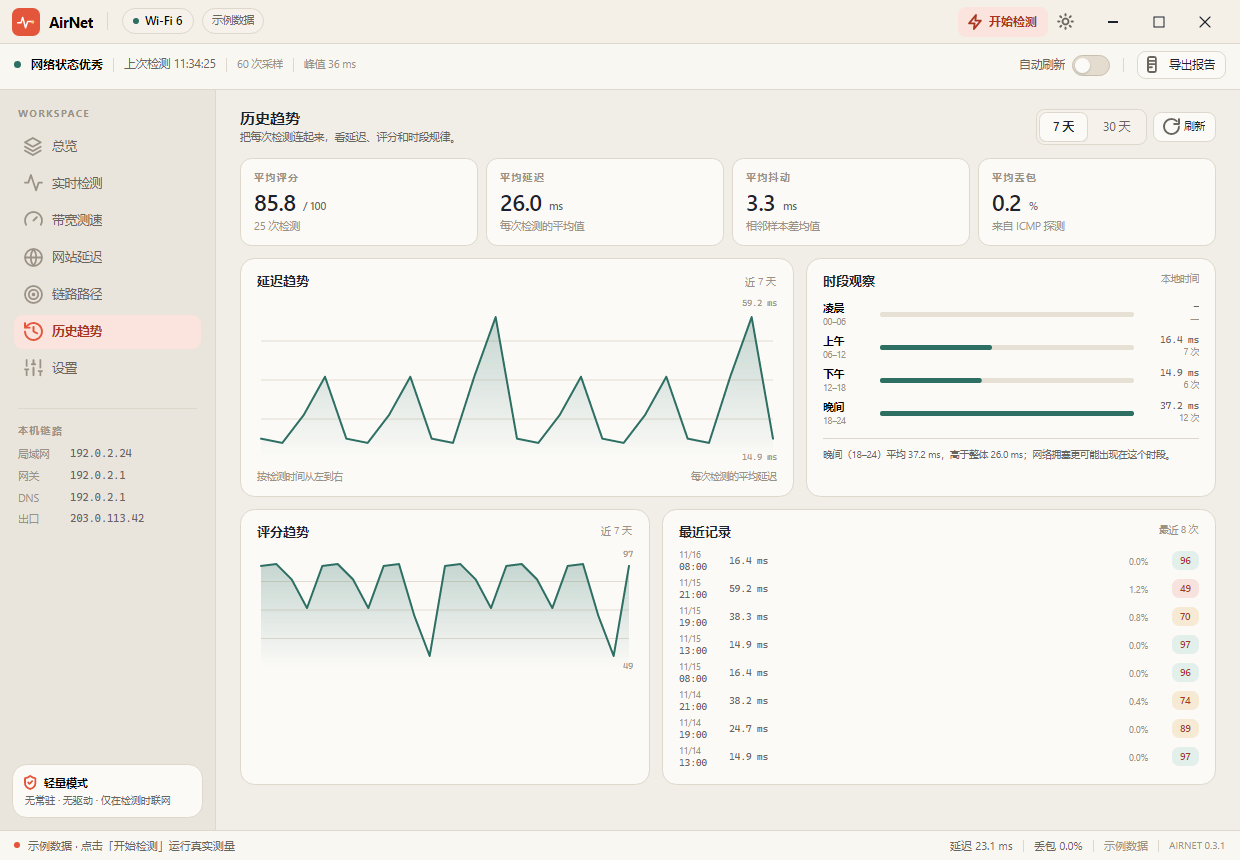 AirNet
Wi-Fi 6
示例数据
开始检测
网络状态优秀
上次检测 11:34:25
60 次采样
峰值 36 ms
自动刷新
导出报告
WORKSPACE
总览
实时检测
带宽测速
网站延迟
链路路径
历史趋势
设置
本机链路
局域网 192.0.2.24
网关 192.0.2.1
DNS 192.0.2.1
出口 203.0.113.42
轻量模式
无常驻 · 无驱动 · 仅在检测时联网
历史趋势
把每次检测连起来，看延迟、评分和时段规律。
7 天
30 天
刷新
平均评分
85.8 / 100
25 次检测
平均延迟
26.0 ms
每次检测的平均值
平均抖动
3.3 ms
相邻样本差均值
平均丢包
0.2 %
来自 ICMP 探测
延迟趋势
近 7 天
59.2 ms
14.9 ms
按检测时间从左到右
每次检测的平均延迟
时段观察
本地时间
凌晨 –
00–06 —
上午 16.4 ms
06–12 7 次
下午 14.9 ms
12–18 6 次
晚间 37.2 ms
18–24 12 次
晚间（18–24）平均 37.2 ms，高于整体 26.0 ms；网络拥塞更可能出现在这个时段。
评分趋势
近 7 天
97
49
最近记录
最近 8 次
11/16
08:00 16.4 ms 0.0% 96
11/15
21:00 59.2 ms 1.2% 49
11/15
19:00 38.3 ms 0.8% 70
11/15
13:00 14.9 ms 0.0% 97
11/15
08:00 16.4 ms 0.0% 96
11/14
21:00 38.2 ms 0.4% 74
11/14
19:00 24.7 ms 0.0% 89
11/14
13:00 14.9 ms 0.0% 97
示例数据 · 点击「开始检测」运行真实测量
延迟 23.1 ms
丢包 0.0%
示例数据
AIRNET 0.3.1